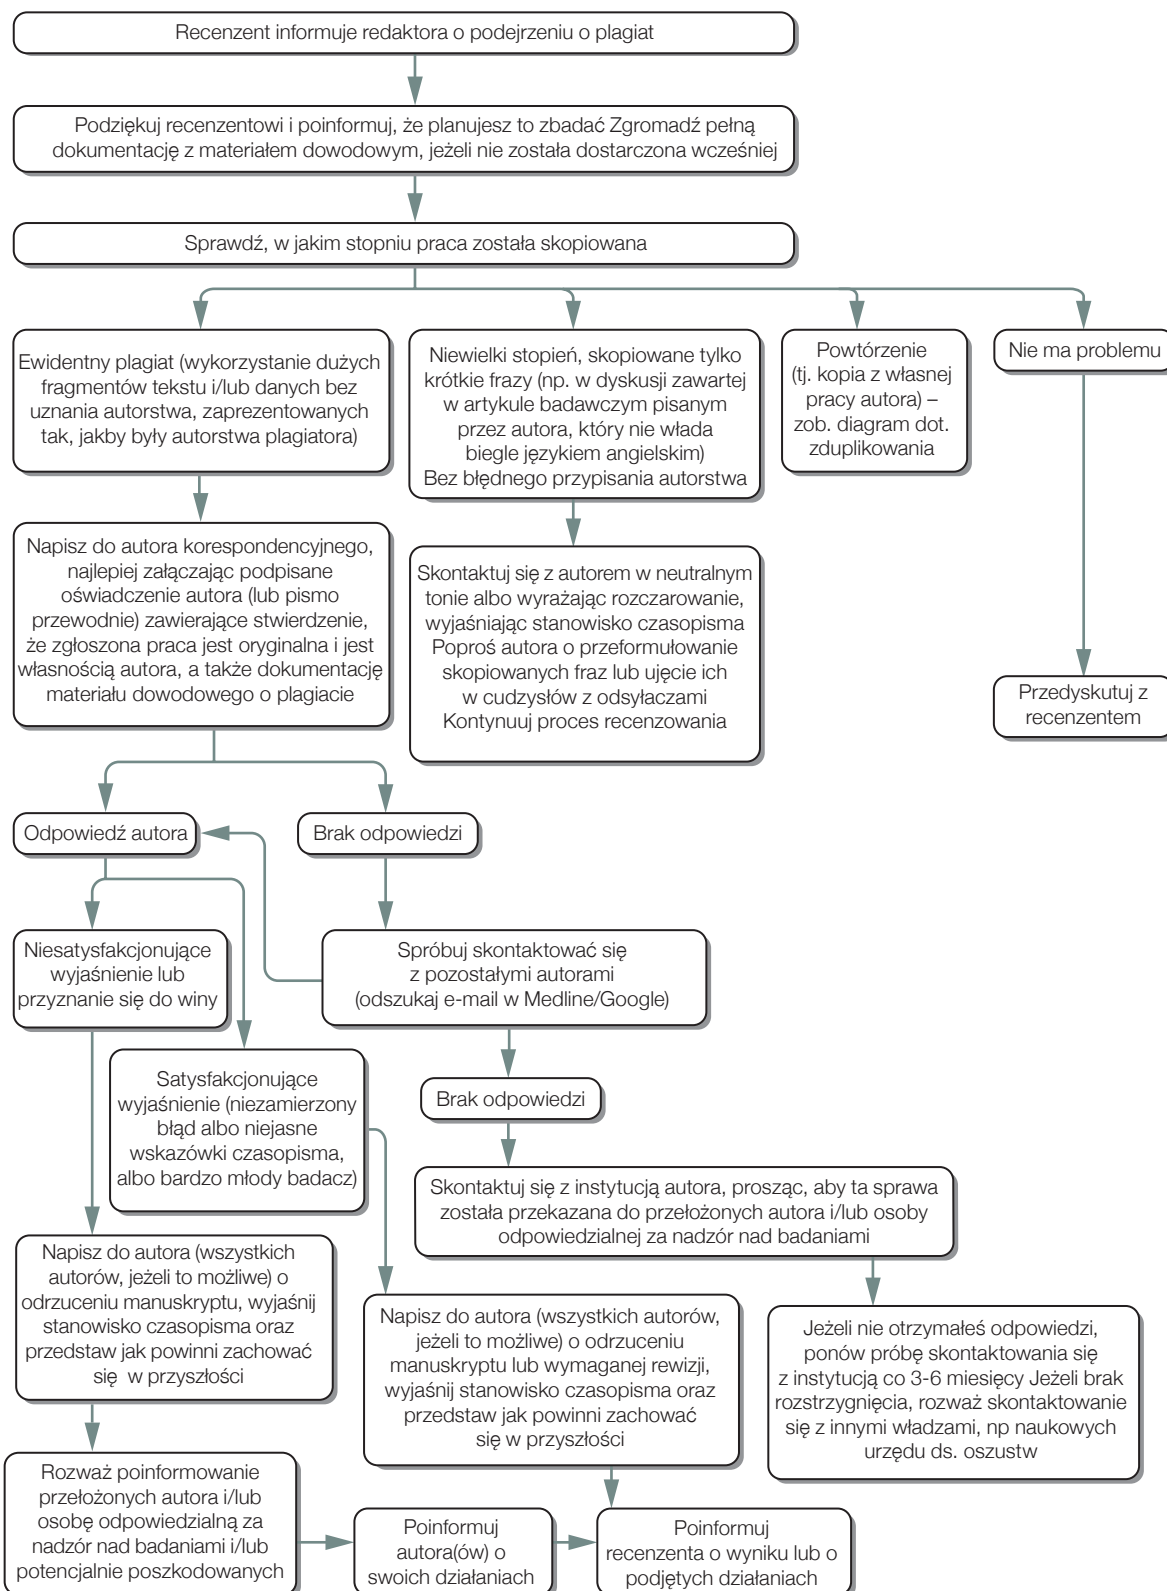 Recenzent informuje redaktora o podejrzeniu o plagiat
Podziękuj recenzentowi i poinformuj, że planujesz to zbadać Zgromadź pełną
dokumentację z materiałem dowodowym, jeżeli nie została dostarczona wcześniej
Sprawdź, w jakim stopniu praca została skopiowana
Ewidentny plagiat (wykorzystanie dużych
fragmentów tekstu i/lub danych bez
uznania autorstwa, zaprezentowanych
tak, jakby były autorstwa plagiatora)
Niewielki stopień, skopiowane tylko
krótkie frazy (np. w dyskusji zawartej
w artykule badawczym pisanym
przez autora, który nie włada
biegle językiem angielskim)
Bez błędnego przypisania autorstwa
Powtórzenie
(tj. kopia z własnej
pracy autora) –
zob. diagram dot.
zduplikowania
Nie ma problemu
Napisz do autora korespondencyjnego,
najlepiej załączając podpisane
oświadczenie autora (lub pismo
przewodnie) zawierające stwierdzenie,
że zgłoszona praca jest oryginalna i jest
własnością autora, a także dokumentację
materiału dowodowego o plagiacie
Skontaktuj się z autorem w neutralnym
tonie albo wyrażając rozczarowanie,
wyjaśniając stanowisko czasopisma
Poproś autora o przeformułowanie
skopiowanych fraz lub ujęcie ich
w cudzysłów z odsyłaczami
Kontynuuj proces recenzowania
Przedyskutuj z
recenzentem
Odpowiedź autora
Brak odpowiedzi
Niesatysfakcjonujące
wyjaśnienie lub
przyznanie się do winy
Spróbuj skontaktować się
z pozostałymi autorami
(odszukaj e-mail w Medline/Google)
Satysfakcjonujące
wyjaśnienie (niezamierzony
błąd albo niejasne
wskazówki czasopisma,
albo bardzo młody badacz)
Brak odpowiedzi
Skontaktuj się z instytucją autora, prosząc, aby ta sprawa
została przekazana do przełożonych autora i/lub osoby
odpowiedzialnej za nadzór nad badaniami
Napisz do autora (wszystkich
autorów, jeżeli to możliwe) o
odrzuceniu manuskryptu, wyjaśnij
stanowisko czasopisma oraz
przedstaw jak powinni zachować
się w przyszłości
Napisz do autora (wszystkich autorów,
jeżeli to możliwe) o odrzuceniu
manuskryptu lub wymaganej rewizji,
wyjaśnij stanowisko czasopisma oraz
przedstaw jak powinni zachować
się w przyszłości
Jeżeli nie otrzymałeś odpowiedzi,
ponów próbę skontaktowania się
z instytucją co 3-6 miesięcy Jeżeli brak
rozstrzygnięcia, rozważ skontaktowanie
się z innymi władzami, np naukowych
urzędu ds. oszustw
Rozważ poinformowanie
przełożonych autora i/lub
osobę odpowiedzialną za
nadzór nad badaniami i/lub
potencjalnie poszkodowanych
Poinformuj
autora(ów) o
swoich działaniach
Poinformuj
recenzenta o wyniku lub o
podjętych działaniach